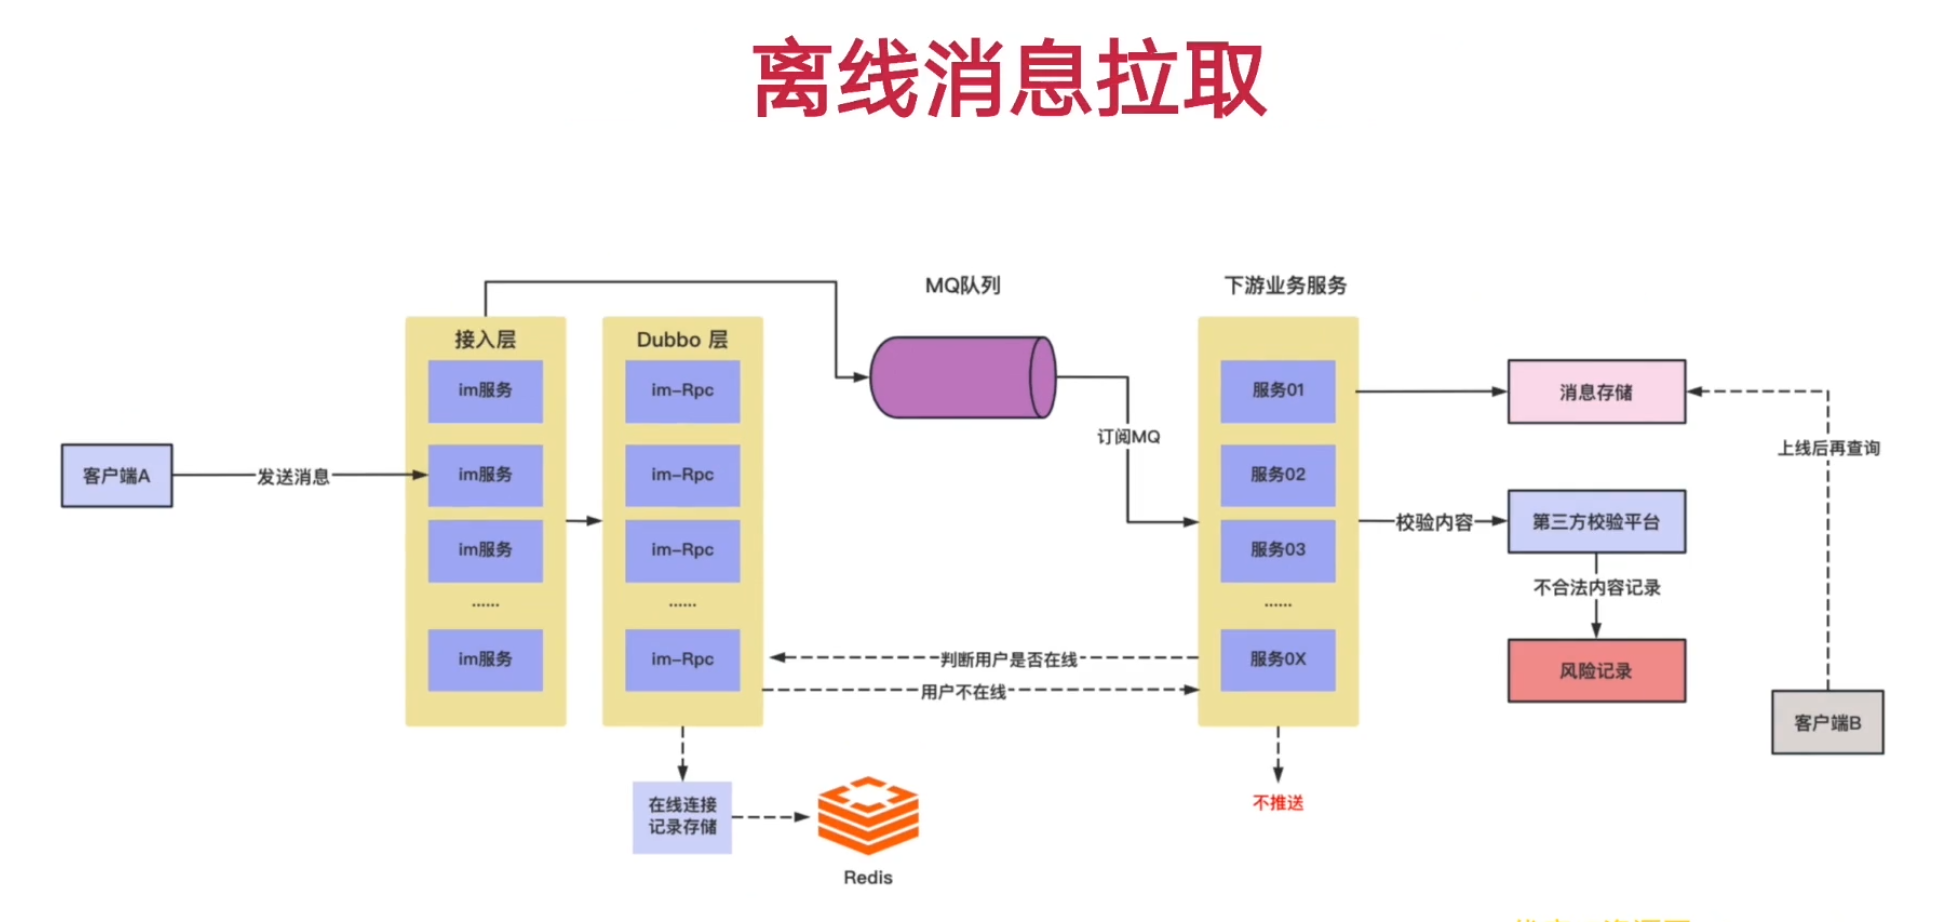 离线消息拉取
MQ队列
下游业务服务
接入层
Dubbo 层
im服务
im-Rpc
服务01
消息存储
订阅MQ
上线后再查询
客户端A
发送消息
im服务
im-Rpc
服务02
校验内容
第三方校验平台
im服务
im-Rpc
服务03
不合法内容记录
......
......
......
im服务
im-Rpc
判断用户是否在线
用户不在线
服务0X
风险记录
客户端B
在线连接
记录存储
不推送
Redis